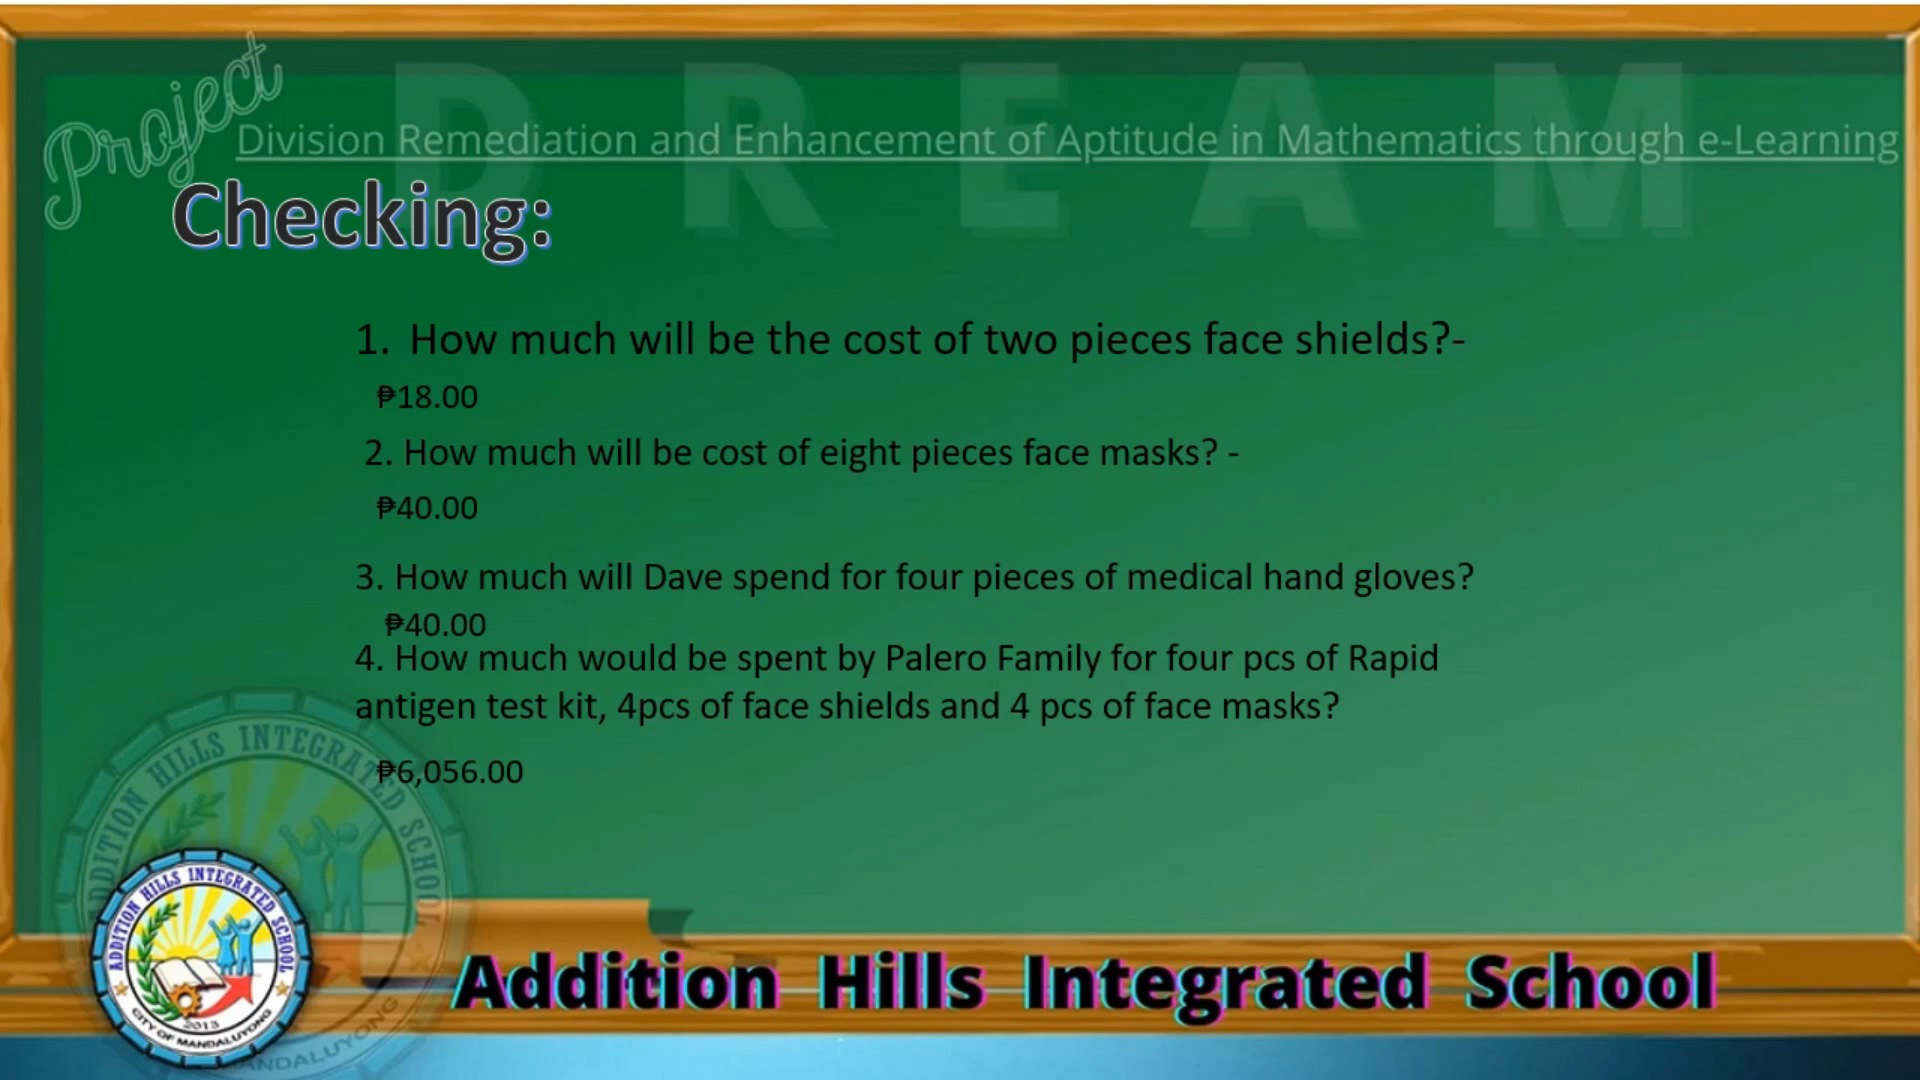 Project
D R E A M
Division Remediation and Enhancement of Aptitude in Mathematics through e-Learning
Checking:
1. How much will be the cost of two pieces face shields?-
₱18.00
2. How much will be cost of eight pieces face masks? -
₱40.00
3. How much will Dave spend for four pieces of medical hand gloves?
₱40.00
4. How much would be spent by Palero Family for four pcs of Rapid
antigen test kit, 4pcs of face shields and 4 pcs of face masks?
₱6,056.00
ADDITION HILLS INTEGRATED SCHOOL
MANDALUYONG
ADDITION HILLS INTEGRATED SCHOOL
2013
CITY OF MANDALUYONG
Addition Hills Integrated School